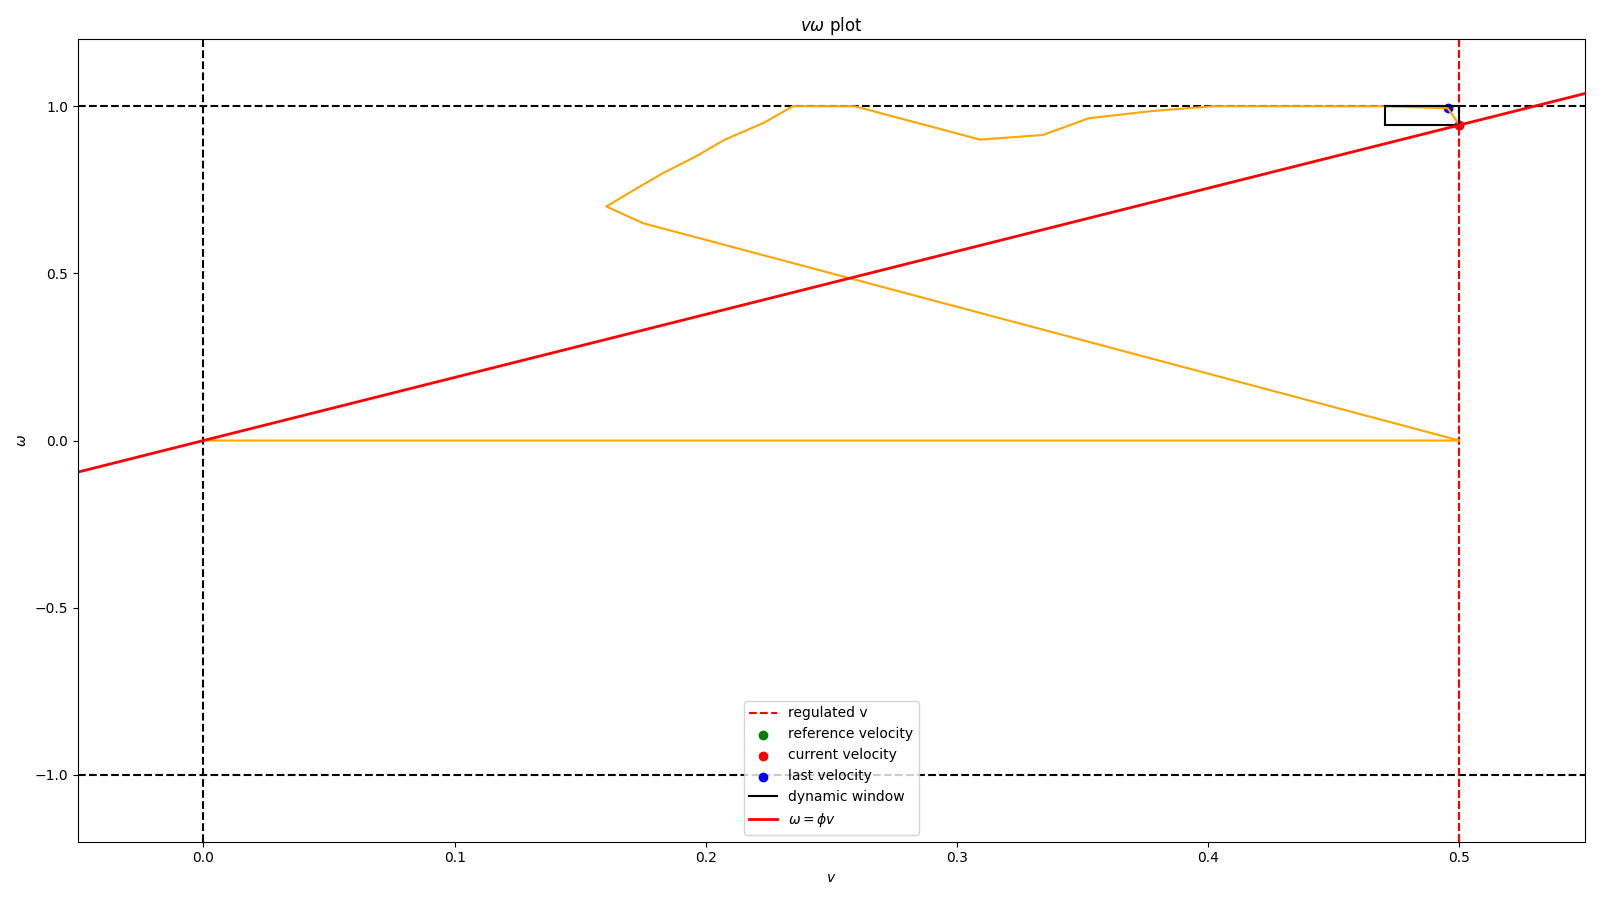 vω plot
1.0
0.5
0.0
−0.5
−1.0
ω
0.0 0.1 0.2 0.3 0.4 0.5
v
regulated v
reference velocity
current velocity
last velocity
dynamic window
ω = ϕv